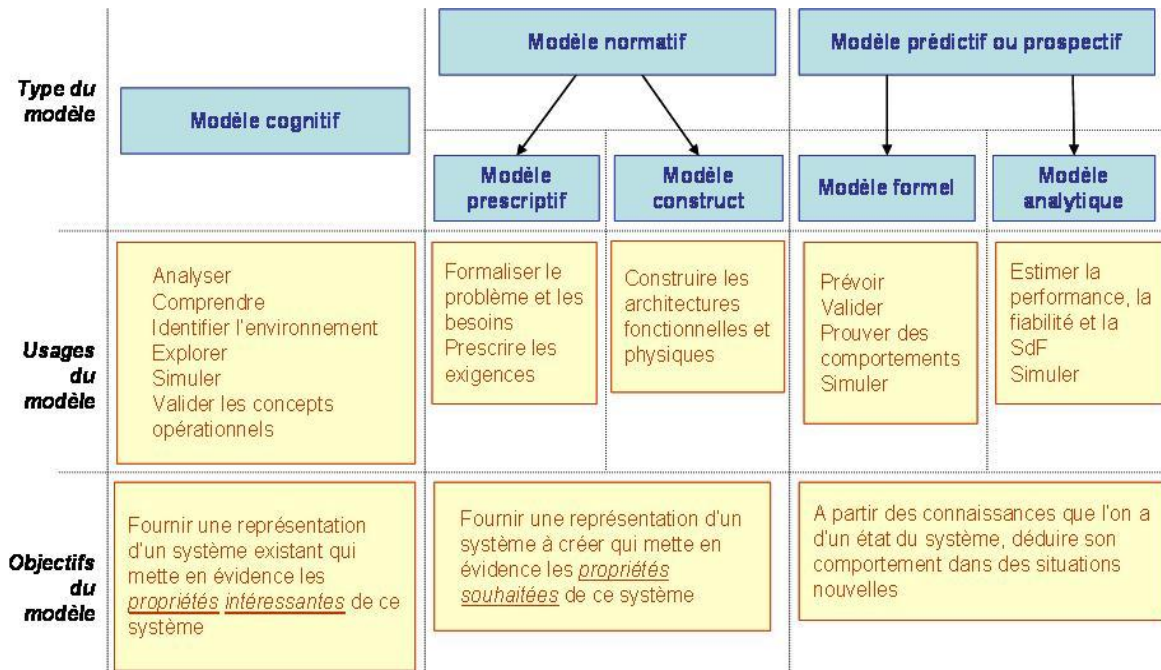 Type du
modèle
Modèle cognitif
Modèle normatif
Modèle prédictif ou prospectif
Modèle
prescriptif
Modèle
construct
Modèle formel
Modèle
analytique
Usages
du
modèle
Analyser
Comprendre
Identifier l'environnement
Explorer
Simuler
Valider les concepts
opérationnels
Formaliser le
problème et les
besoins
Prescrire les
exigences
Construire les
architectures
fonctionnelles et
physiques
Prévoir
Valider
Prouver des
comportements
Simuler
Estimer la
performance, la
fiabilité et la
SdF
Simuler
Objectifs
du
modèle
Fournir une représentation
d'un système existant qui
mette en évidence les
propriétés intéressantes de ce
système
Fournir une représentation d'un
système à créer qui mette en
évidence les propriétés
souhaitées de ce système
A partir des connaissances que l'on a
d'un état du système, déduire son
comportement dans des situations
nouvelles